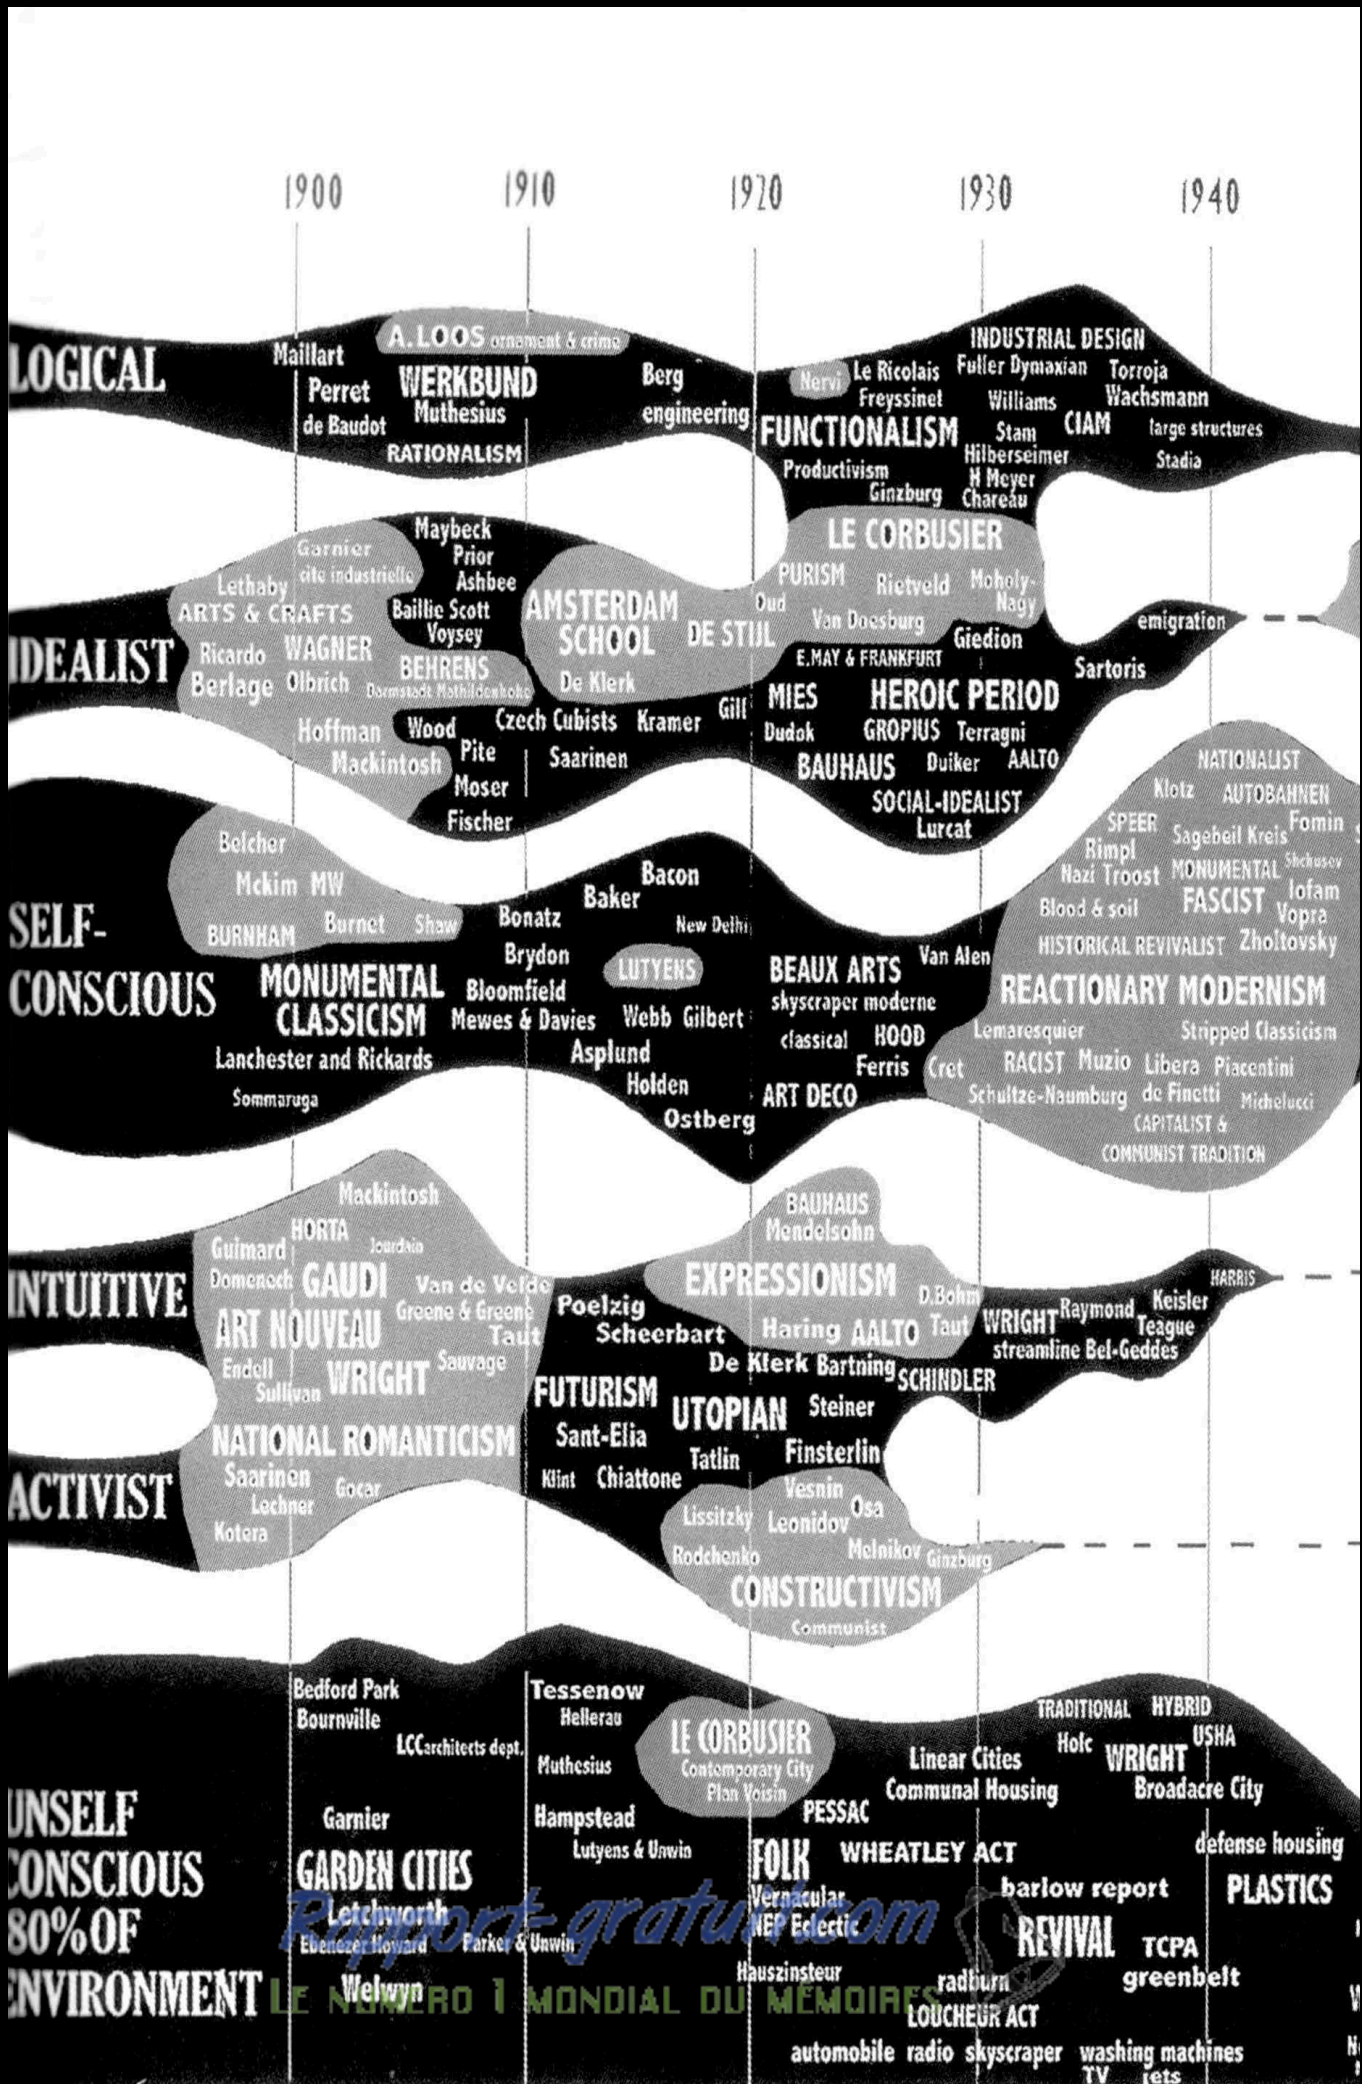 1900 1910 1920 1930 1940
LOGICAL
Maillart
Perret
de Baudot
A.LOOS ornament & crime
WERKBUND
Muthesius
RATIONALISM
Berg
engineering
Nervi
Le Ricolais
Freyssinet
FUNCTIONALISM
Productivism
Ginzburg
INDUSTRIAL DESIGN
Fuller Dymaxian
Torroja
Wachsmann
Williams
CIAM
Stam
large structures
Hilberseimer
Stadia
H Meyer
Chareau
IDEALIST
Garnier
cite industrielle
Lethaby
ARTS & CRAFTS
Ricardo
WAGNER
Berlage
Olbrich
Hoffman
Mackintosh
Maybeck
Prior
Ashbee
Baillie Scott
Voysey
BEHRENS
Darmstadt Mathildenhohe
Wood
Pite
Moser
Fischer
AMSTERDAM
SCHOOL
De Klerk
DE STIJL
Czech Cubists
Kramer
Gill
Saarinen
LE CORBUSIER
PURISM
Rietveld
Moholy-
Nagy
Oud
Van Doesburg
Giedion
E.MAY & FRANKFURT
MIES
HEROIC PERIOD
Dudok
GROPIUS
Terragni
BAUHAUS
Duiker
AALTO
SOCIAL-IDEALIST
Lurcat
emigration
Sartoris
SELF-
CONSCIOUS
Belcher
Mckim MW
BURNHAM
Burnet
Shaw
MONUMENTAL
CLASSICISM
Lanchester and Rickards
Sommaruga
Bonatz
Brydon
Bloomfield
Mewes & Davies
Bacon
Baker
New Delhi
LUTYENS
Webb
Gilbert
Asplund
Holden
Ostberg
Van Alen
BEAUX ARTS
skyscraper moderne
classical
HOOD
Ferris
ART DECO
Cret
NATIONALIST
Klotz
AUTOBAHNEN
SPEER
Fomin
Sagebeil Kreis
Rimpl
Shchusev
Nazi Troost
MONUMENTAL
Iofam
FASCIST
Blood & soil
Vopra
HISTORICAL REVIVALIST
Zholtovsky
REACTIONARY MODERNISM
Lemaresquier
Stripped Classicism
RACIST
Muzio
Libera
Piacentini
Schultze-Naumburg
de Finetti
Michelucci
CAPITALIST &
COMMUNIST TRADITION
INTUITIVE
Mackintosh
HORTA
Guimard
Jourdain
Domenech
GAUDI
Van de Velde
ART NOUVEAU
Greene & Greene
Taut
Endell
Sullivan
WRIGHT
Sauvage
NATIONAL ROMANTICISM
Saarinen
Lechner
Gocar
Kotera
ACTIVIST
Poelzig
Scheerbart
FUTURISM
Sant-Elia
Klint
Chiattone
BAUHAUS
Mendelsohn
EXPRESSIONISM
D.Bohm
Haring
AALTO
Taut
De Klerk
Bartning
SCHINDLER
UTOPIAN
Steiner
Tatlin
Finsterlin
HARRIS
WRIGHT
Raymond
Keisler
Teague
streamline Bel-Geddes
Vesnin
Lissitzky
Leonidov
Osa
Rodchenko
Melnikov
Ginzburg
CONSTRUCTIVISM
Communist
UNSELF
CONSCIOUS
80%OF
ENVIRONMENT
Bedford Park
Bournville
LCCarchitects dept.
Garnier
GARDEN CITIES
Letchworth
Ebenezer Howard
Parker & Unwin
Welwyn
Tessenow
Hellerau
Muthesius
Hampstead
Lutyens & Unwin
LE CORBUSIER
Contemporary City
Plan Voisin
PESSAC
FOLK
WHEATLEY ACT
Vernacular
NEP Eclectic
Hauszinsteur
Linear Cities
Communal Housing
TRADITIONAL
HYBRID
Holc
USHA
WRIGHT
Broadacre City
defense housing
barlow report
PLASTICS
REVIVAL
TCPA
radburn
greenbelt
LOUCHEUR ACT
automobile radio skyscraper washing machines
TV jets
Rapport-gratuit.com
LE NUMERO 1 MONDIAL DU MÉMOIRES